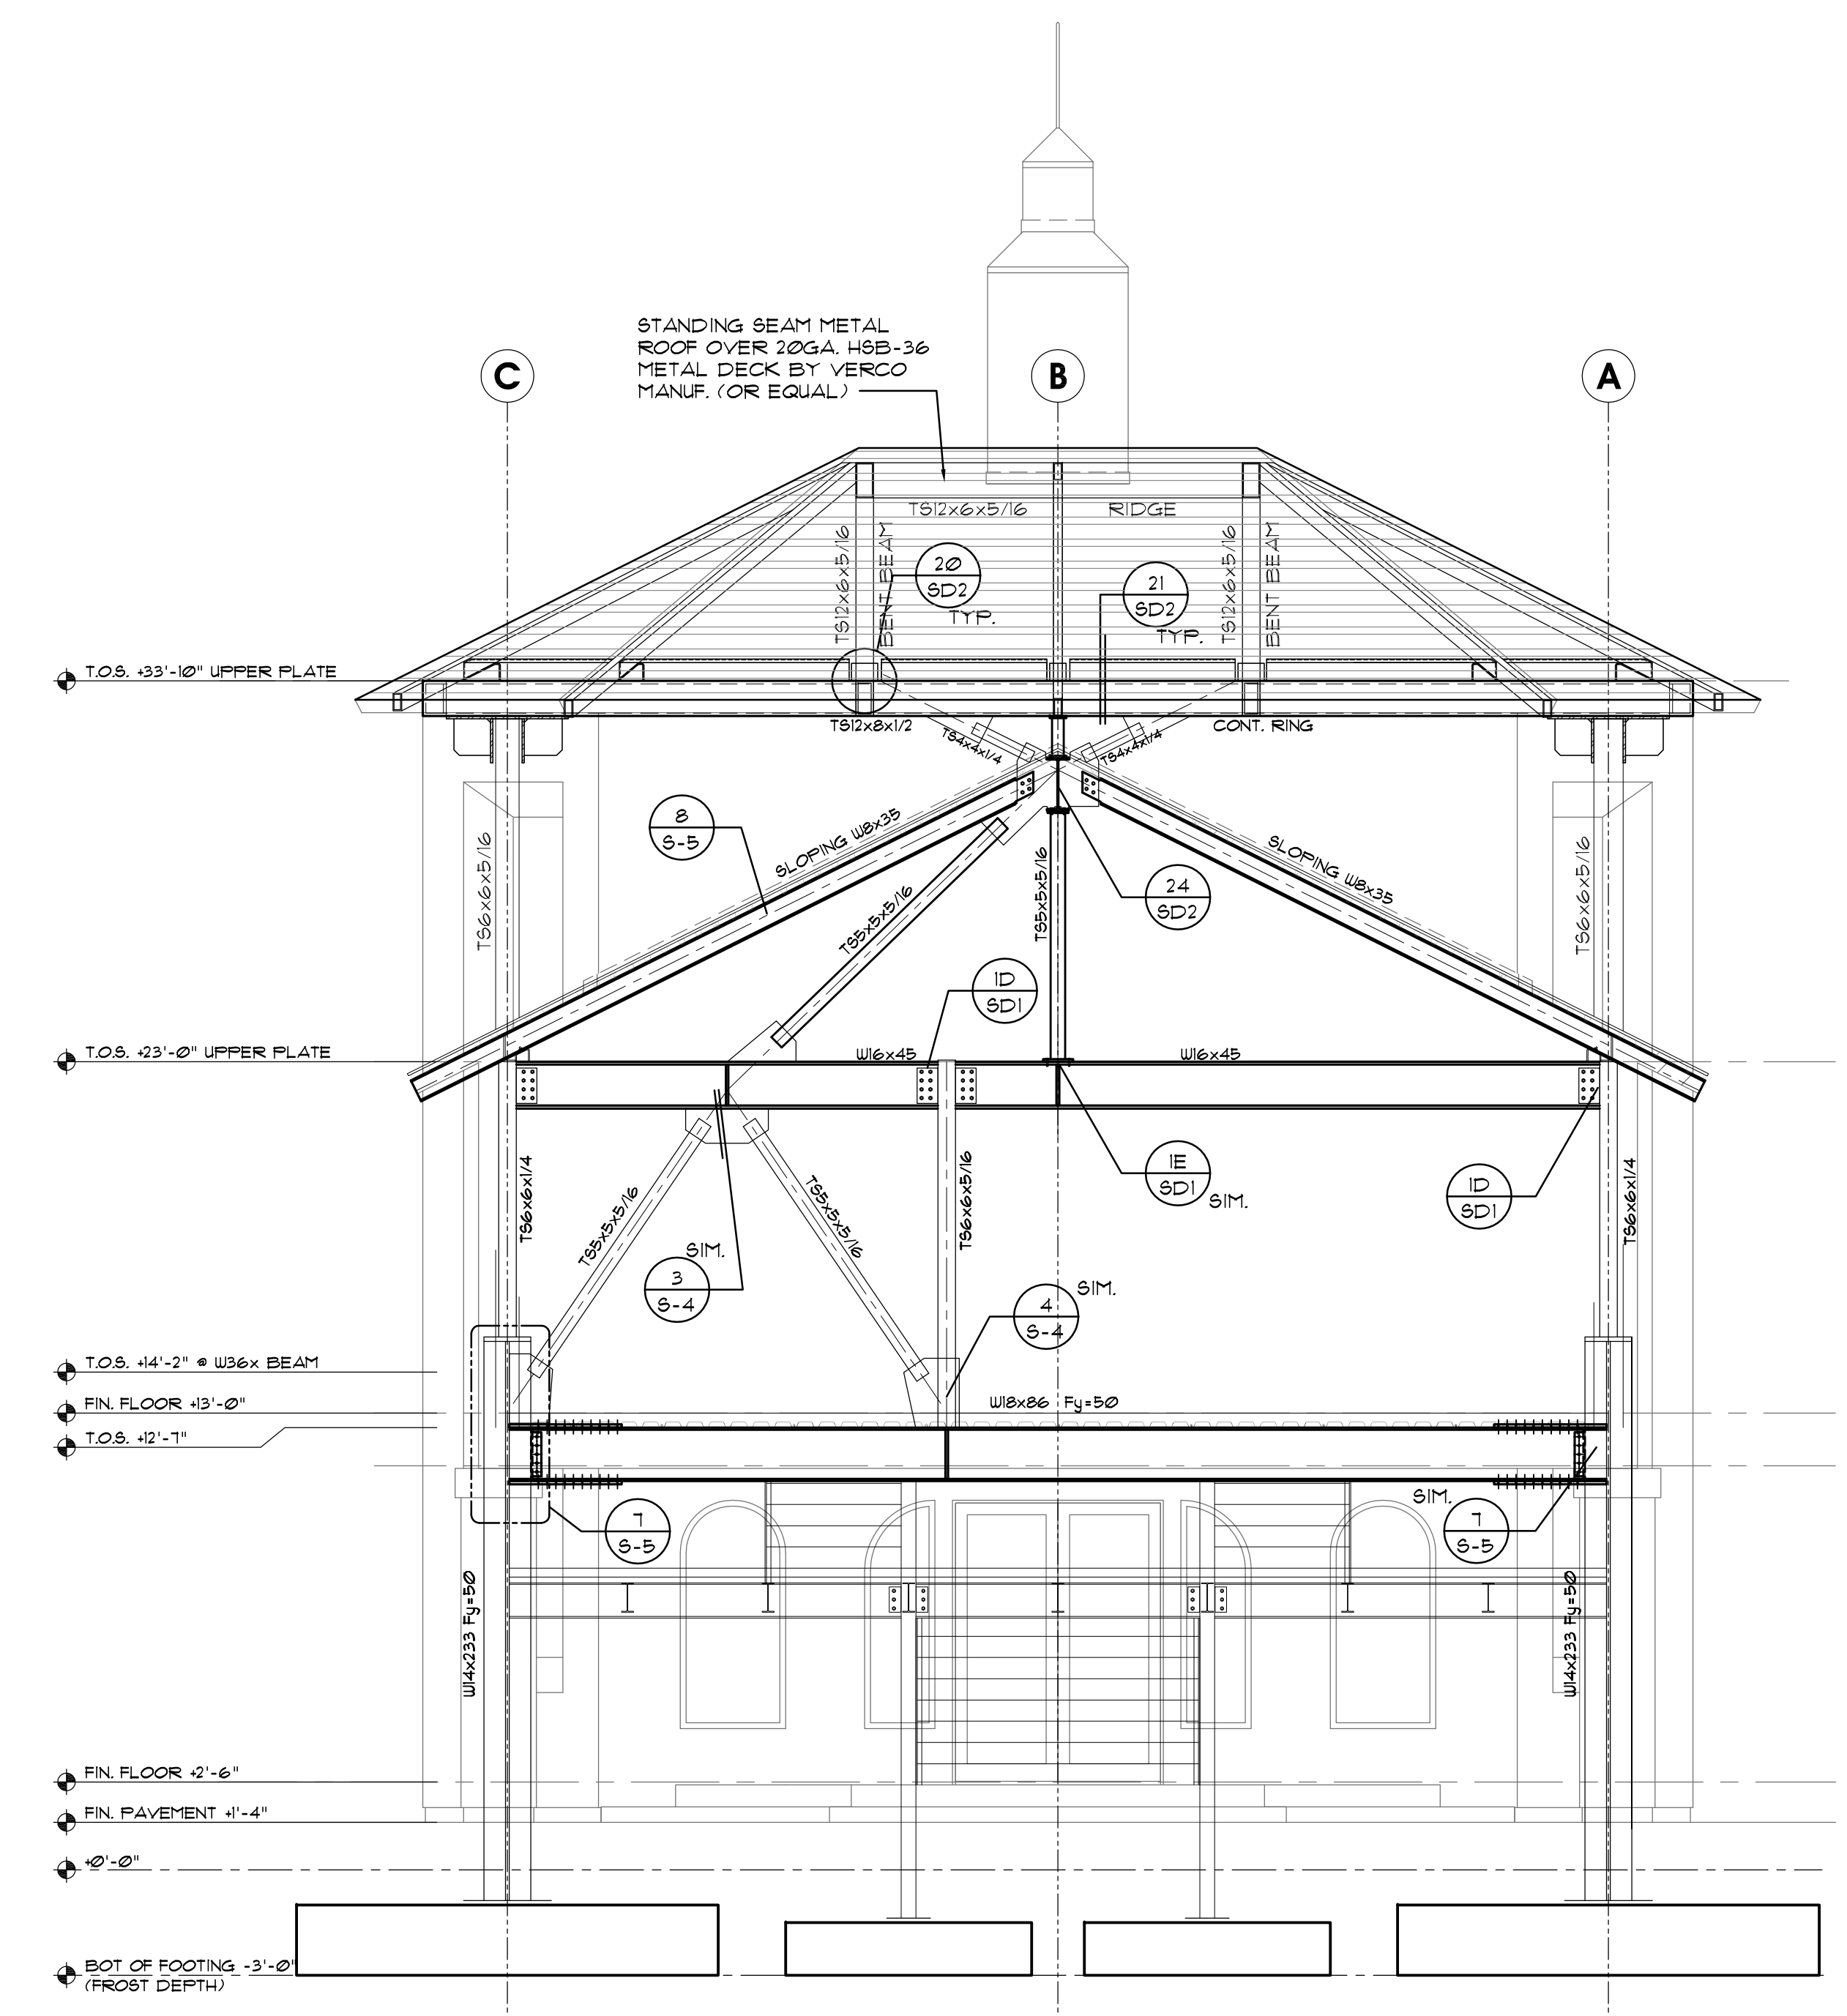 STANDING SEAM METAL
ROOF OVER 20GA. HSB-36
METAL DECK BY VERCO
MANUF. (OR EQUAL)
C
B
A
TS12x6x5/16
RIDGE
TS12x6x5/16
BENT BEAM
20
SD2
TYP.
21
SD2
TYP.
TS12x6x5/16
BENT BEAM
T.O.S. +33'-10" UPPER PLATE
TS12x8x1/2
CONT. RING
TS4x4x1/4
TS4x4x1/4
8
S-5
SLOPING W8x35
SLOPING W8x35
TS6x6x5/16
TS5x5x5/16
TS5x5x5/16
24
SD2
TS6x6x5/16
1D
SD1
T.O.S. +23'-0" UPPER PLATE
W16x45
W16x45
TS6x6x1/4
TS5x5x5/16
TS5x5x5/16
TS6x6x5/16
1E
SD1
SIM.
1D
SD1
TS6x6x1/4
SIM.
3
S-4
4
S-4
SIM.
T.O.S. +14'-2" @ W36x BEAM
FIN. FLOOR +13'-0"
W18x86 Fy=50
T.O.S. +12'-7"
7
S-5
SIM.
7
S-5
W14x233 Fy=50
W14x233 Fy=50
FIN. FLOOR +2'-6"
FIN. PAVEMENT +1'-4"
+0'-0"
BOT OF FOOTING -3'-0"
(FROST DEPTH)